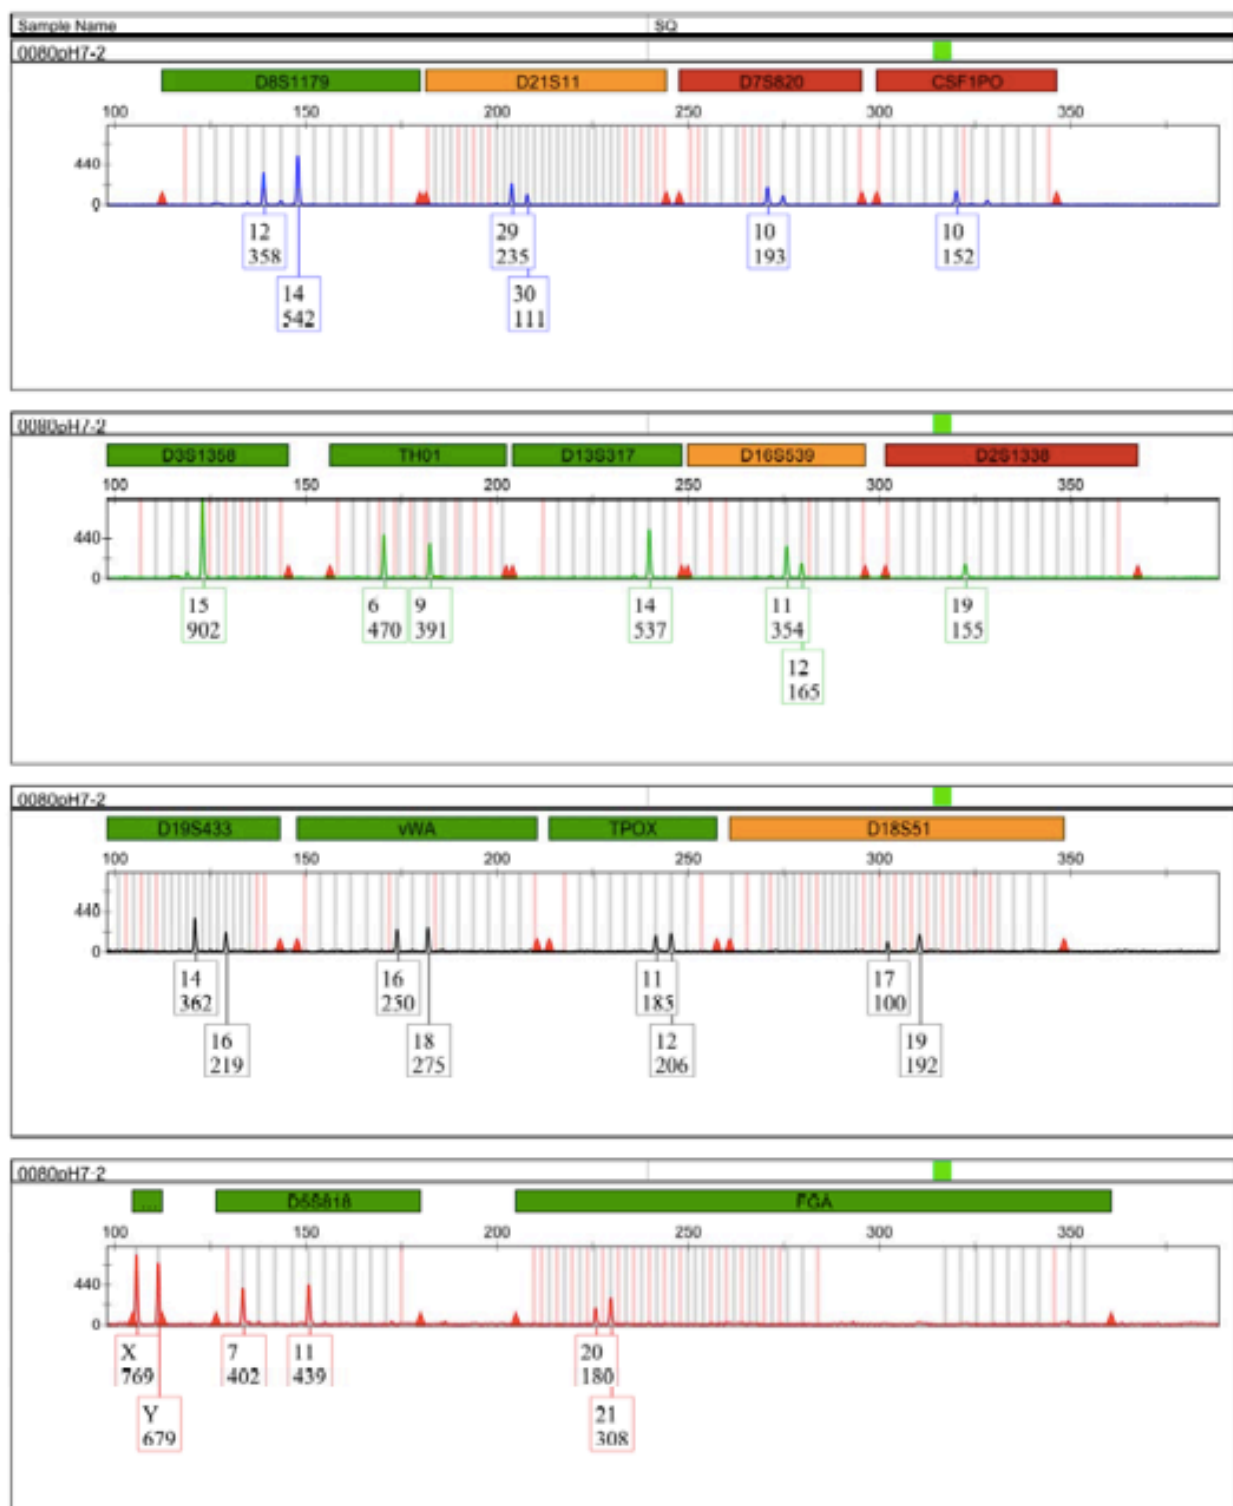 Sample Name SQ
0080pH7-2
D8S1179 D21S11 D7S820 CSF1PO
100 150 200 250 300 350
440
0
12 29 10 10
358 235 193 152
14 30
542 111
0080pH7-2
D3S1358 TH01 D13S317 D16S539 D2S1338
100 150 200 250 300 350
440
0
15 6 9 14 11 19
902 470 391 537 354 155
12
165
0080pH7-2
D19S433 vWA TPOX D18S51
100 150 200 250 300 350
440
0
14 16 11 17
362 250 185 100
16 18 12 19
219 275 206 192
0080pH7-2
... D5S818 FGA
100 150 200 250 300 350
440
0
X 7 11 20
769 402 439 180
Y 21
679 308